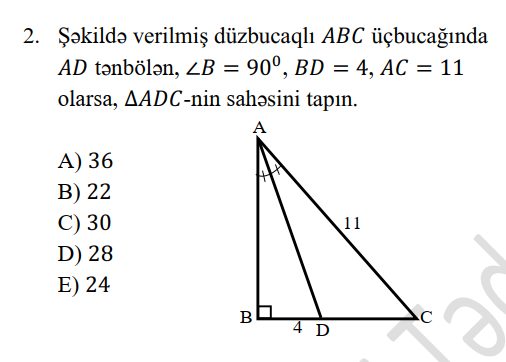 2. Şəkildə verilmiş düzbucaqlı ABC üçbucağında
AD tənbölən, ∠B = 90⁰, BD = 4, AC = 11
olarsa, ΔADC-nin sahəsini tapın.
A) 36
B) 22
C) 30
D) 28
E) 24
A
11
B
4 D
C